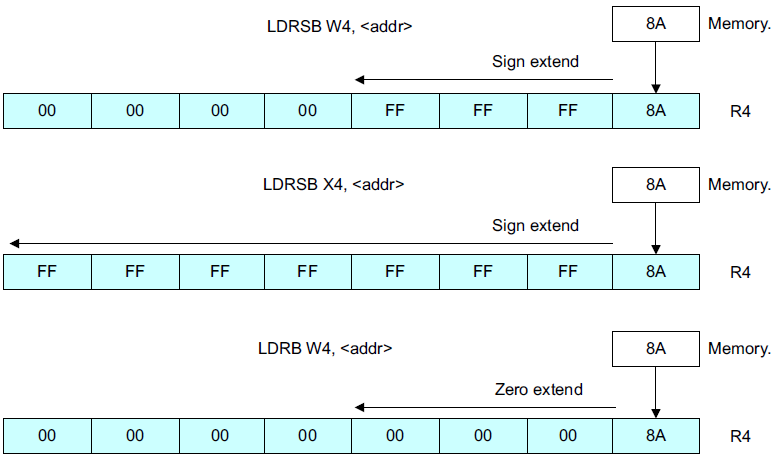 LDRSB W4, <addr> 8A Memory.
Sign extend
00 00 00 00 FF FF FF 8A R4
LDRSB X4, <addr> 8A Memory.
Sign extend
FF FF FF FF FF FF FF 8A R4
LDRB W4, <addr> 8A Memory.
Zero extend
00 00 00 00 00 00 00 8A R4